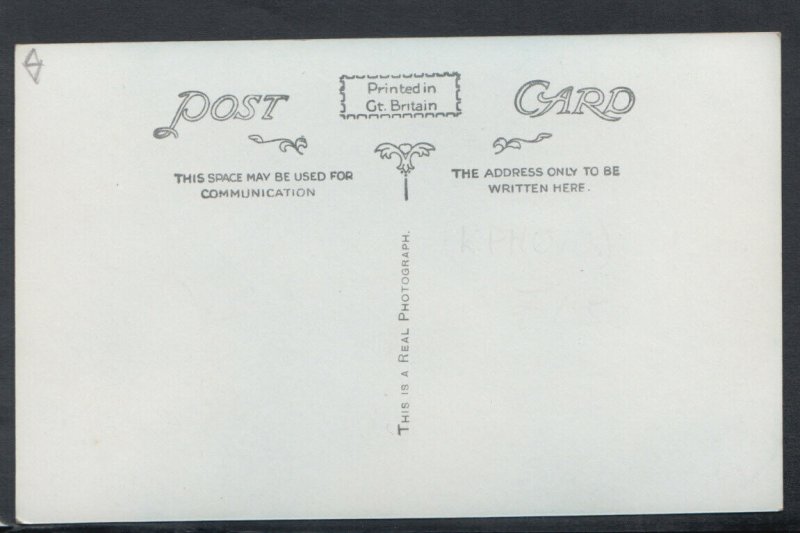 POST CARD
Printed in
Gt. Britain
THIS SPACE MAY BE USED FOR
COMMUNICATION
THE ADDRESS ONLY TO BE
WRITTEN HERE.
THIS IS A REAL PHOTOGRAPH.